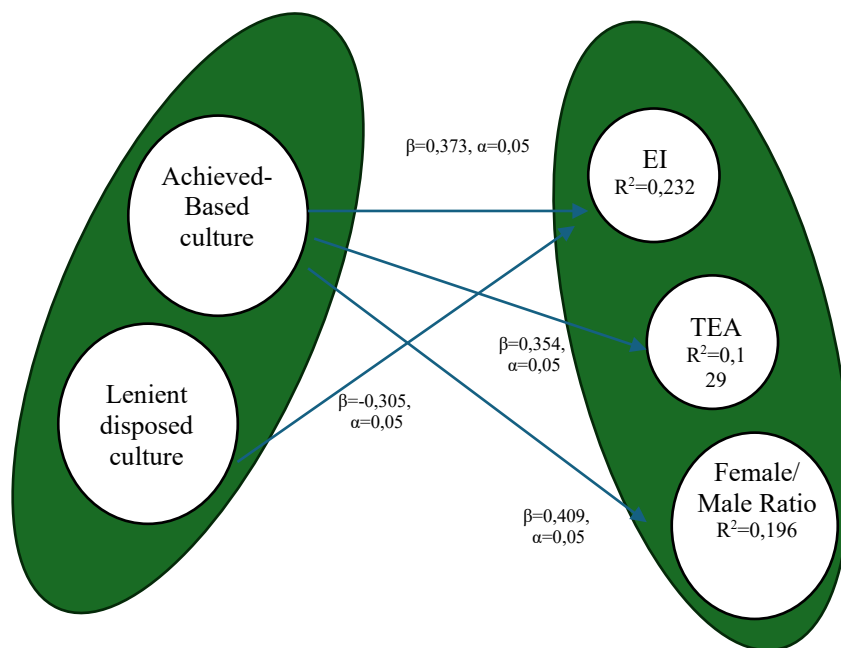 Achieved-
Based
culture
Lenient
disposed
culture
β=0,373, α=0,05
β=0,354,
α=0,05
β=-0,305,
α=0,05
β=0,409,
α=0,05
EI
R²=0,232
TEA
R²=0,1
29
Female/
Male Ratio
R²=0,196